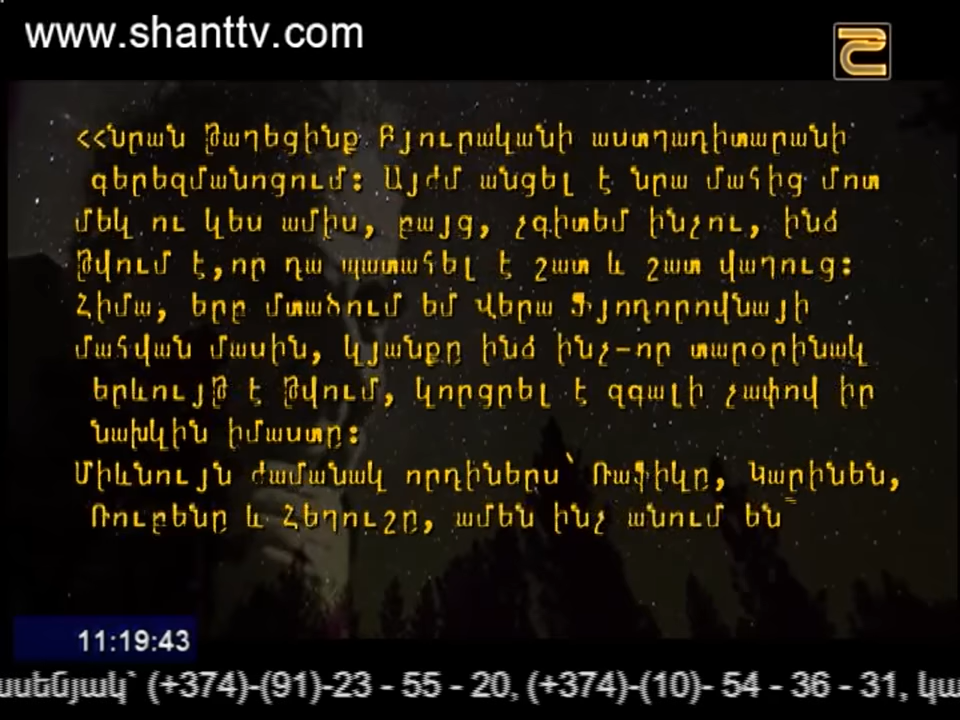 www.shanttv.com
<<նրան թաղեցինք Բյուրականի աստղադիտարանի
գերեզմանոցում: Այժմ անցել է նրա մահից մոտ
մեկ ու կես ամիս, բայց, չգիտեմ ինչու, ինձ
թվում է,որ դա պատահել է շատ և շատ վաղուց:
Հիմա, երբ մտածում եմ Վերա Ֆյոդորովնայի
մահվան մասին, կյանքը ինձ ինչ-որ տարօրինակ
երևույթ է թվում, կորցրել է զգալի չափով իր
նախկին իմաստը:
Միևնույն ժամանակ որդիներս՝ Ռաֆիկը, Կարինեն,
Ռուբենը և Հեղուշը, ամեն ինչ անում են
11:19:43
սսենյակ՝ (+374)-(91)-23 - 55 - 20, (+374)-(10)- 54 - 36 - 31, կա